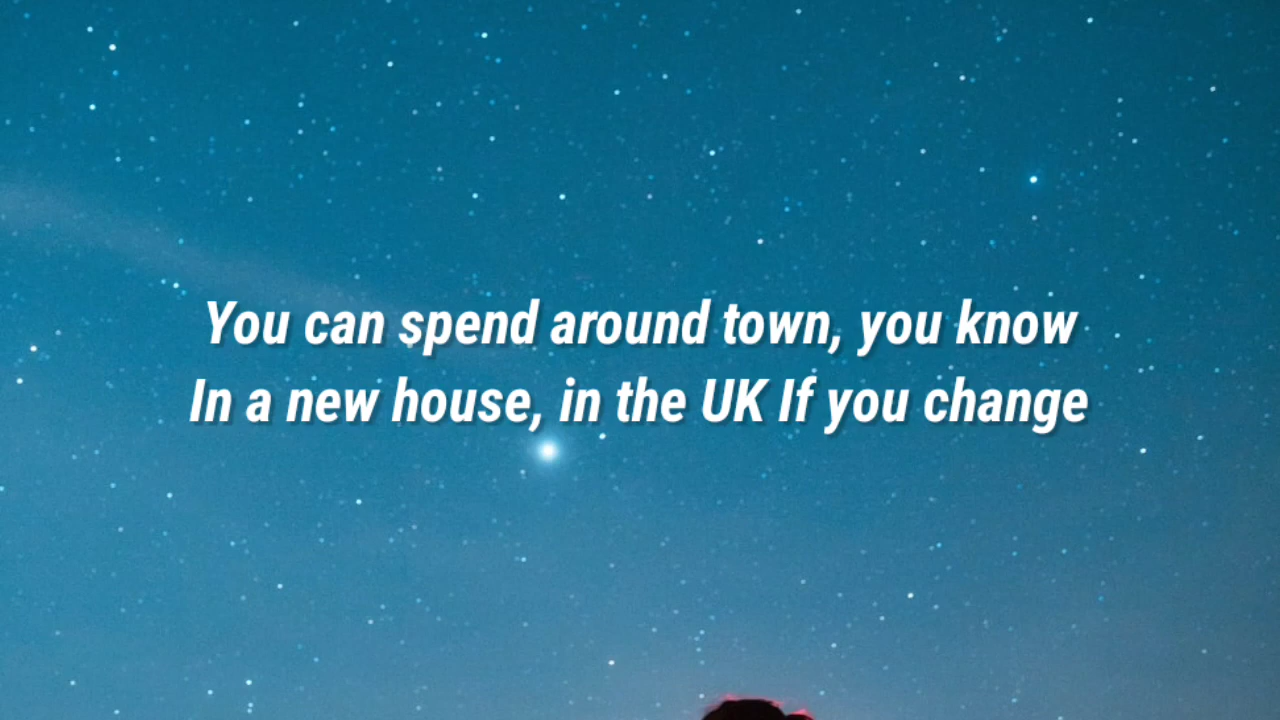 You can spend around town, you know
In a new house, in the UK If you change